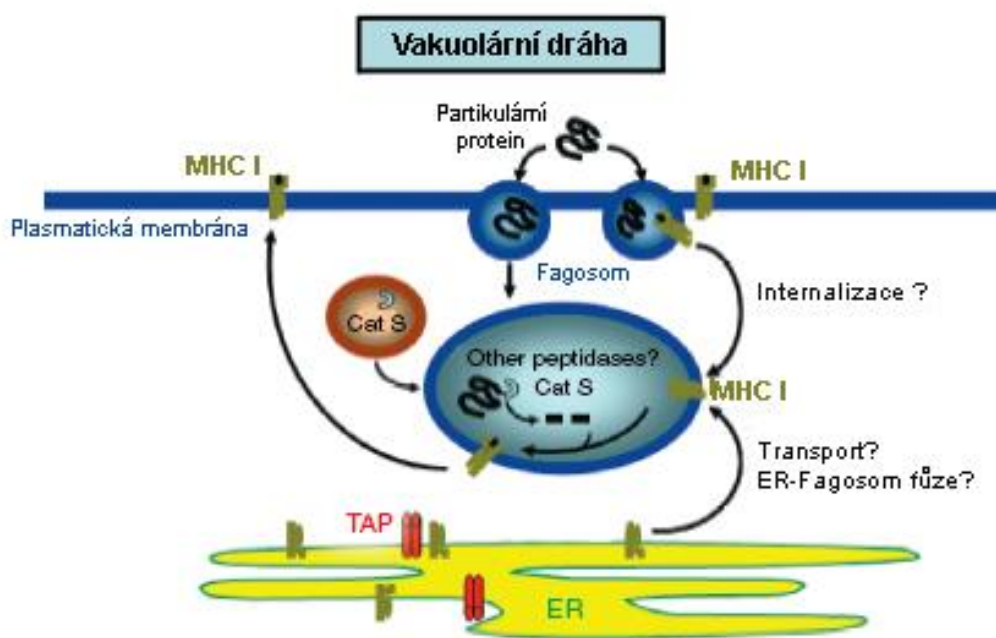 Vakuolární dráha
Partikulární
protein
MHC I
MHC I
Plasmatická membrána
Fagosom
Internalizace ?
Cat S
Other peptidases?
Cat S
MHC I
Transport?
ER-Fagosom fůze?
TAP
ER